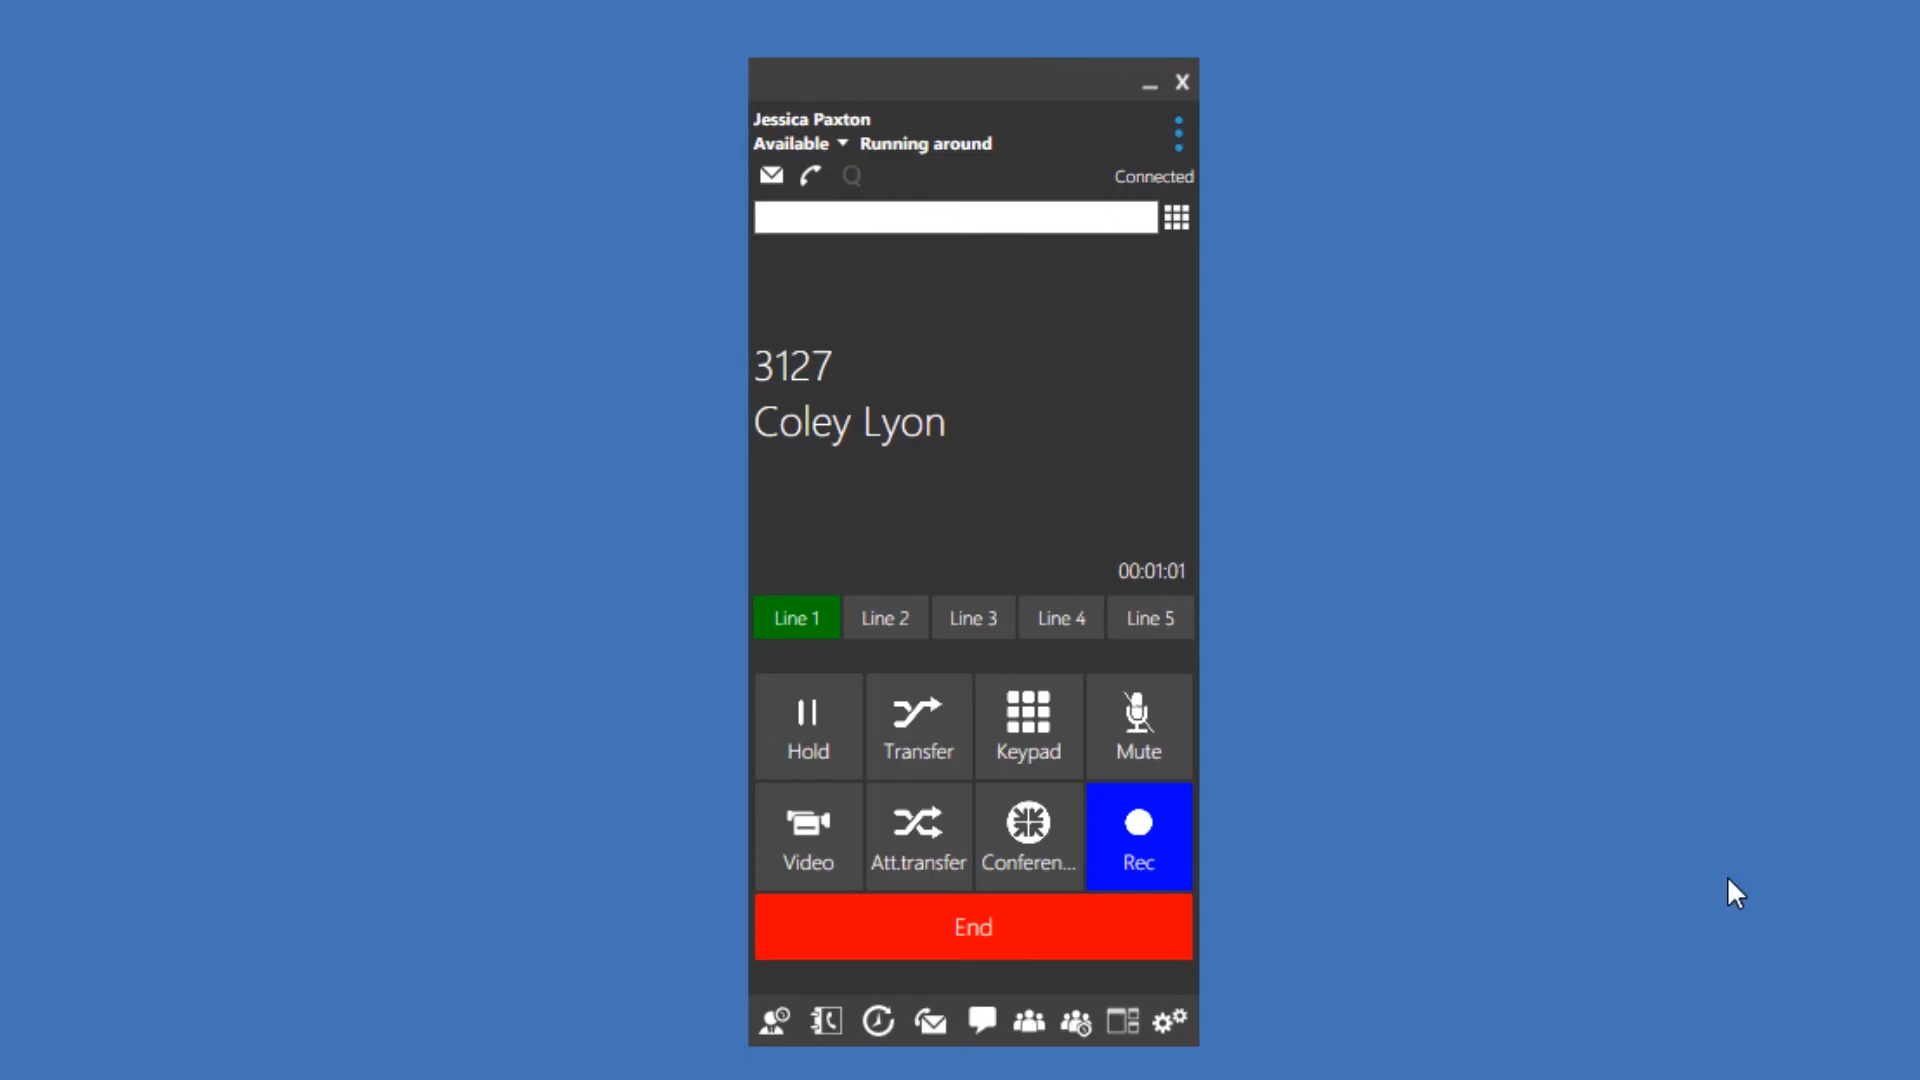 X
Jessica Paxton
Available Running around
Connected
3127
Coley Lyon
00:01:01
Line 1 Line 2 Line 3 Line 4 Line 5
Hold Transfer Keypad Mute
Video Att.transfer Conferen... Rec
End